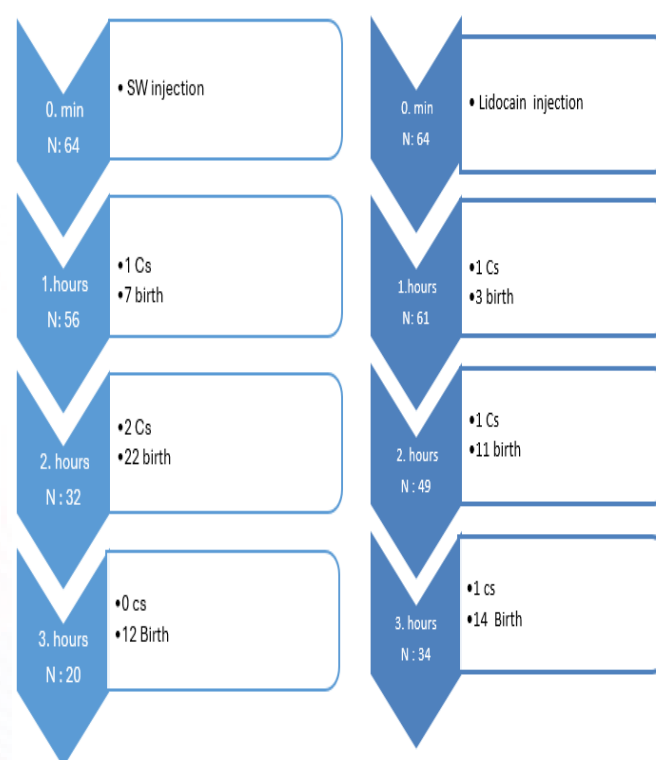 0. min
N: 64
• SW injection
1.hours
N: 56
•1 Cs
•7 birth
2. hours
N : 32
•2 Cs
•22 birth
3. hours
N : 20
•0 cs
•12 Birth
0. min
N: 64
• Lidocain injection
1.hours
N: 61
•1 Cs
•3 birth
2. hours
N : 49
•1 Cs
•11 birth
3. hours
N : 34
•1 cs
•14 Birth